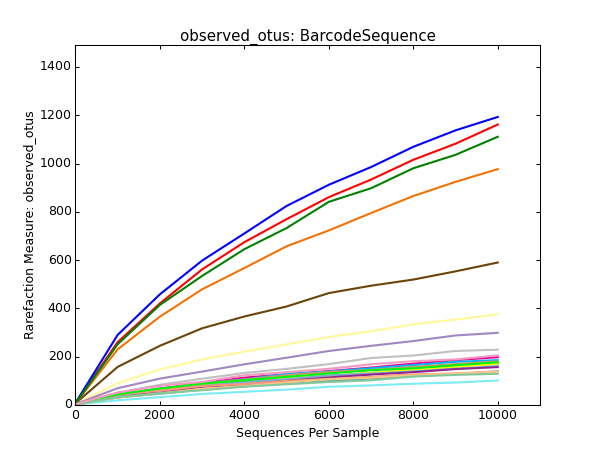 observed_otus: BarcodeSequence
1400
1200
1000
800
600
400
200
0
Rarefaction Measure: observed_otus
0 2000 4000 6000 8000 10000
Sequences Per Sample